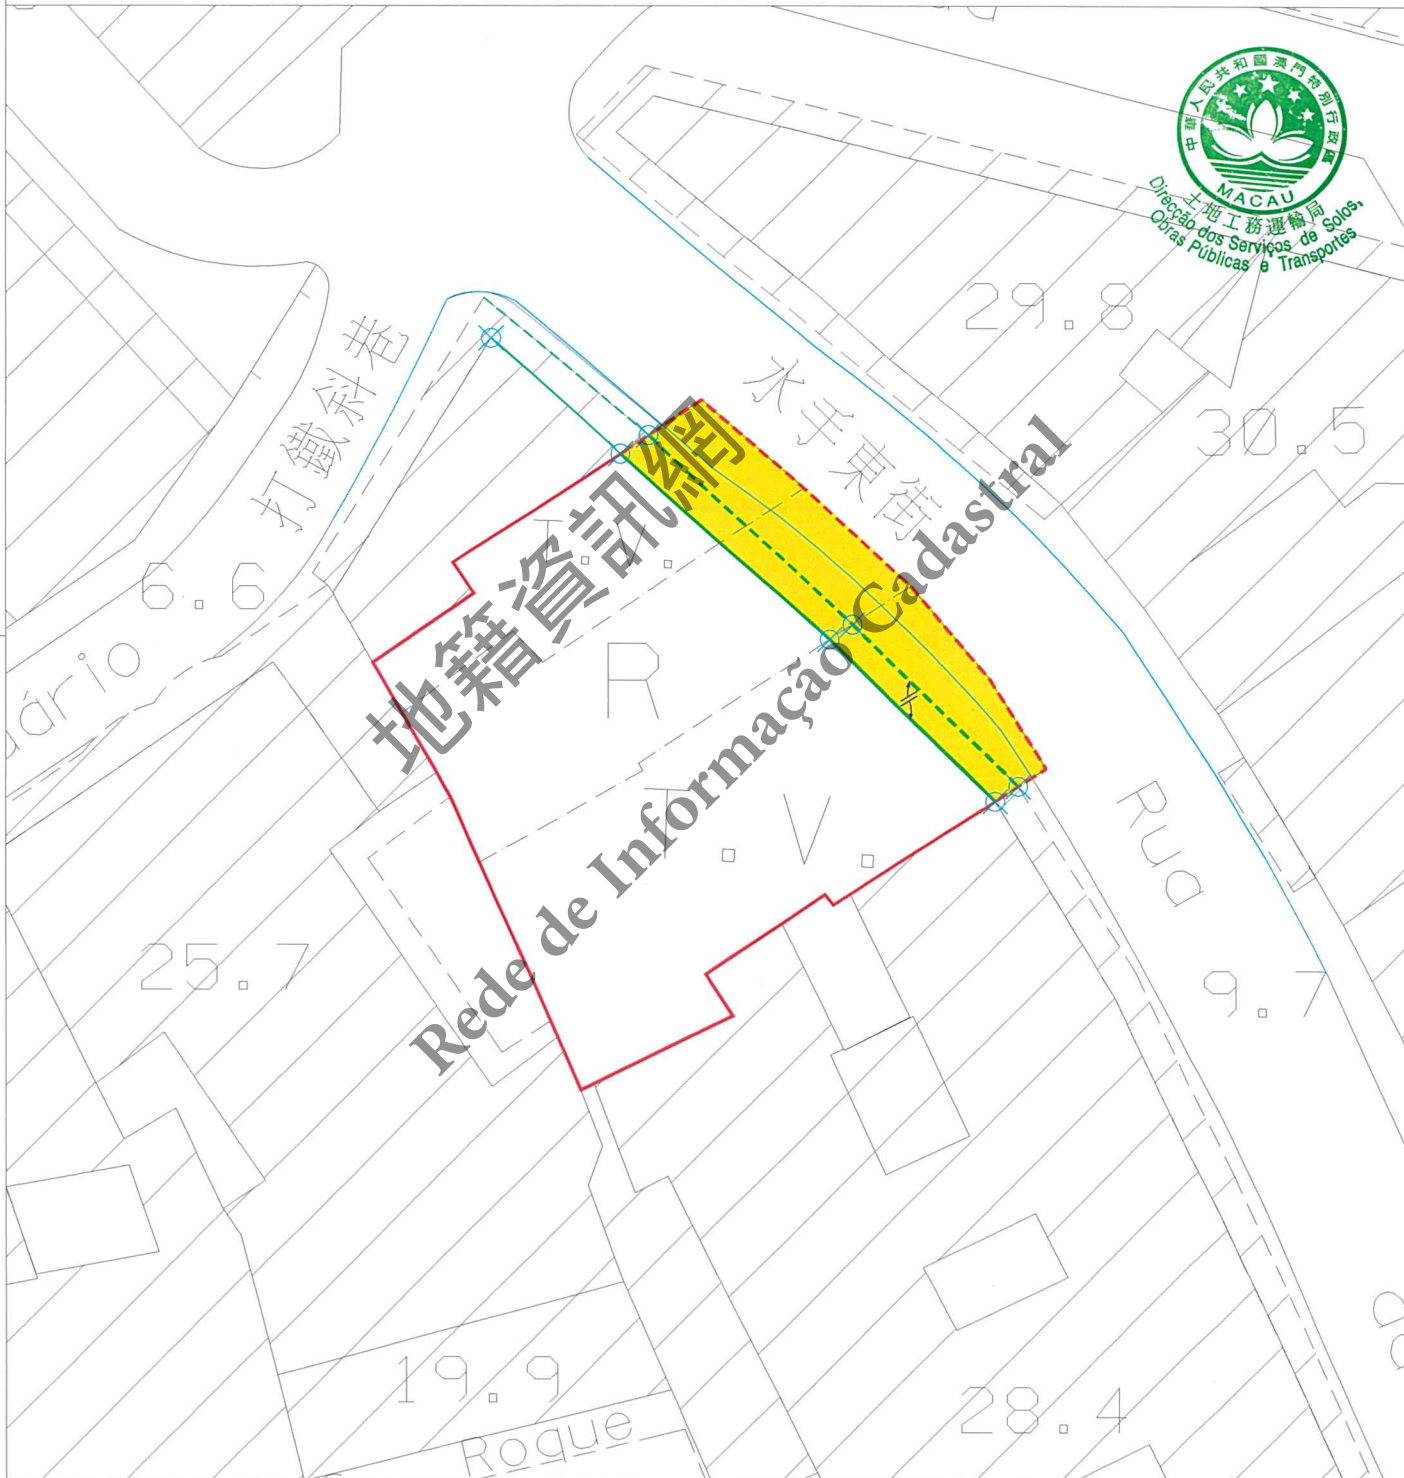 中華人民共和國澳門特別行政區
MACAU
土地工務運輸局
Direcção dos Serviços de Solos,
Obras Públicas e Transportes
29.8
打鐵斜巷
水手東街
30.5
T.V.
6.6
R
地籍資訊網
Rede de Informação Cadastral
T.V.
Rua
25.7
9.7
19.9
28.4
Roque